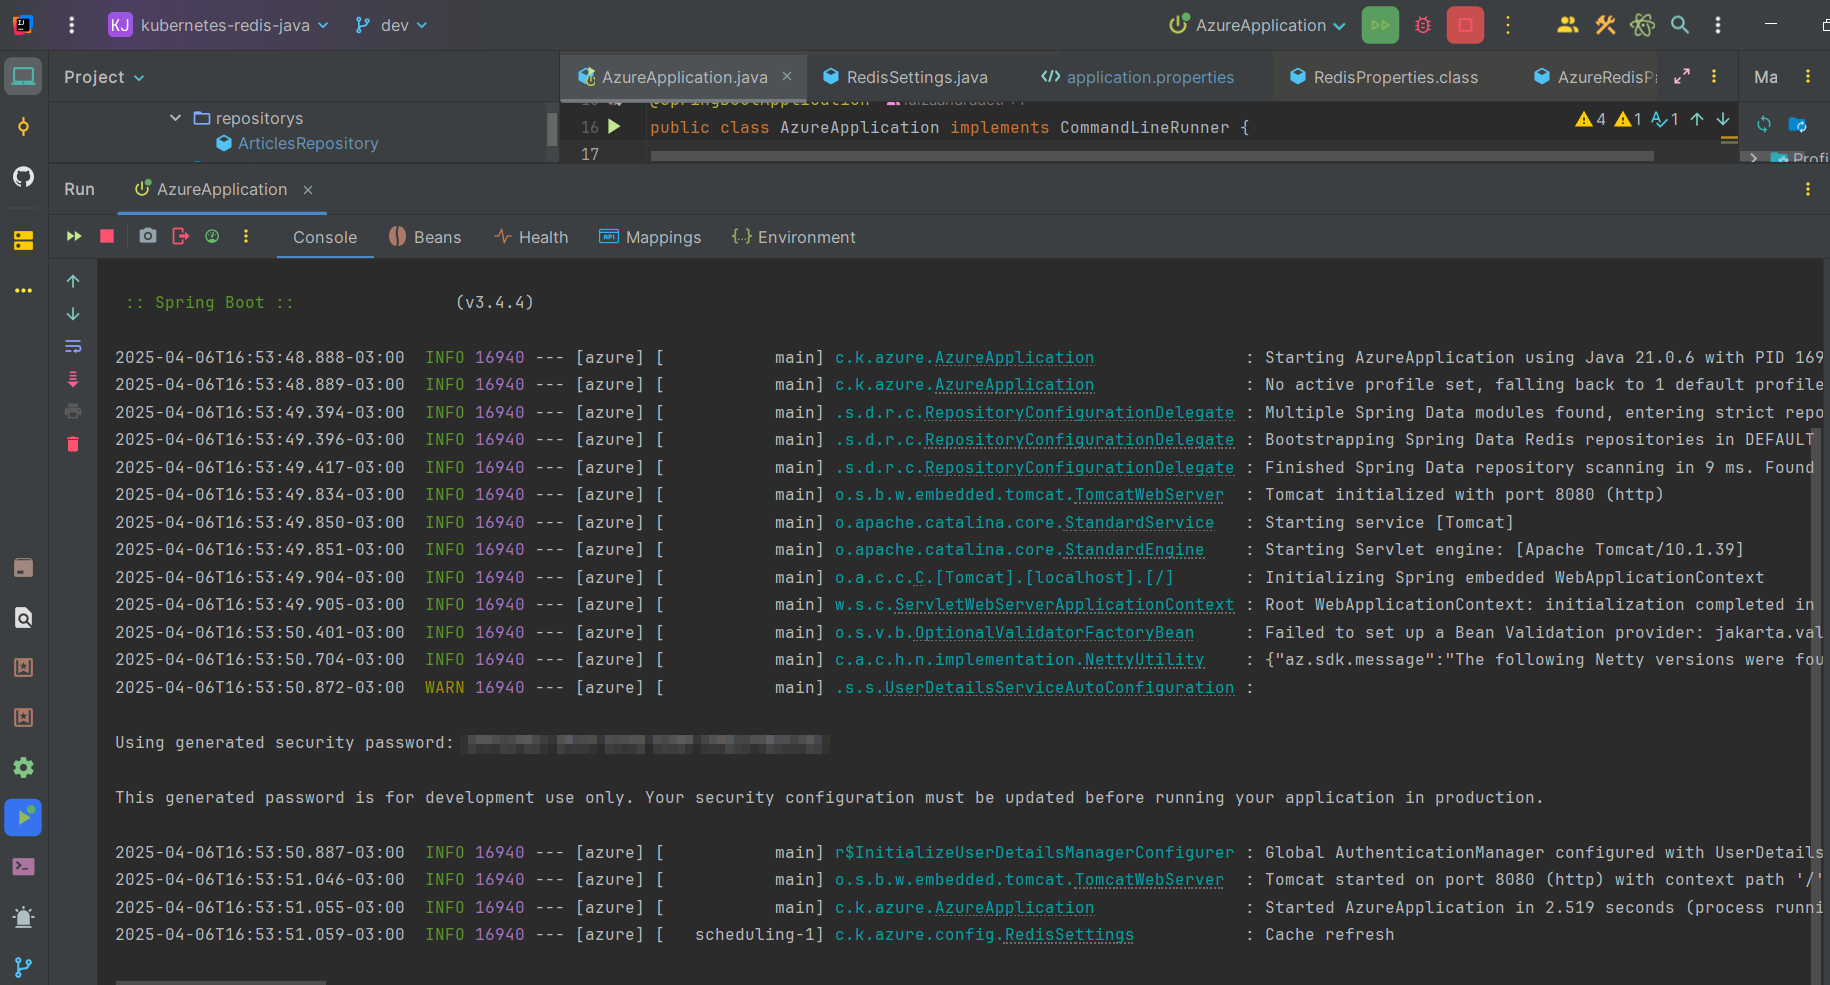 KJ kubernetes-redis-java dev AzureApplication
Project AzureApplication.java RedisSettings.java </> application.properties RedisProperties.class AzureRedisP Ma
repositorys
ArticlesRepository
16 public class AzureApplication implements CommandLineRunner { 4 1 1
17
Profi
Run AzureApplication
Console Beans Health API Mappings {..} Environment
:: Spring Boot :: (v3.4.4)
2025-04-06T16:53:48.888-03:00 INFO 16940 --- [azure] [ main] c.k.azure.AzureApplication : Starting AzureApplication using Java 21.0.6 with PID 169
2025-04-06T16:53:48.889-03:00 INFO 16940 --- [azure] [ main] c.k.azure.AzureApplication : No active profile set, falling back to 1 default profile
2025-04-06T16:53:49.394-03:00 INFO 16940 --- [azure] [ main] .s.d.r.c.RepositoryConfigurationDelegate : Multiple Spring Data modules found, entering strict repo
2025-04-06T16:53:49.396-03:00 INFO 16940 --- [azure] [ main] .s.d.r.c.RepositoryConfigurationDelegate : Bootstrapping Spring Data Redis repositories in DEFAULT
2025-04-06T16:53:49.417-03:00 INFO 16940 --- [azure] [ main] .s.d.r.c.RepositoryConfigurationDelegate : Finished Spring Data repository scanning in 9 ms. Found
2025-04-06T16:53:49.834-03:00 INFO 16940 --- [azure] [ main] o.s.b.w.embedded.tomcat.TomcatWebServer : Tomcat initialized with port 8080 (http)
2025-04-06T16:53:49.850-03:00 INFO 16940 --- [azure] [ main] o.apache.catalina.core.StandardService : Starting service [Tomcat]
2025-04-06T16:53:49.851-03:00 INFO 16940 --- [azure] [ main] o.apache.catalina.core.StandardEngine : Starting Servlet engine: [Apache Tomcat/10.1.39]
2025-04-06T16:53:49.904-03:00 INFO 16940 --- [azure] [ main] o.a.c.c.C.[Tomcat].[localhost].[/] : Initializing Spring embedded WebApplicationContext
2025-04-06T16:53:49.905-03:00 INFO 16940 --- [azure] [ main] w.s.c.ServletWebServerApplicationContext : Root WebApplicationContext: initialization completed in
2025-04-06T16:53:50.401-03:00 INFO 16940 --- [azure] [ main] o.s.v.b.OptionalValidatorFactoryBean : Failed to set up a Bean Validation provider: jakarta.val
2025-04-06T16:53:50.704-03:00 INFO 16940 --- [azure] [ main] c.a.c.h.n.implementation.NettyUtility : {"az.sdk.message":"The following Netty versions were fou
2025-04-06T16:53:50.872-03:00 WARN 16940 --- [azure] [ main] .s.s.UserDetailsServiceAutoConfiguration :
Using generated security password:
This generated password is for development use only. Your security configuration must be updated before running your application in production.
2025-04-06T16:53:50.887-03:00 INFO 16940 --- [azure] [ main] r$InitializeUserDetailsManagerConfigurer : Global AuthenticationManager configured with UserDetails
2025-04-06T16:53:51.046-03:00 INFO 16940 --- [azure] [ main] o.s.b.w.embedded.tomcat.TomcatWebServer : Tomcat started on port 8080 (http) with context path '/'
2025-04-06T16:53:51.055-03:00 INFO 16940 --- [azure] [ main] c.k.azure.AzureApplication : Started AzureApplication in 2.519 seconds (process runni
2025-04-06T16:53:51.059-03:00 INFO 16940 --- [azure] [ scheduling-1] c.k.azure.config.RedisSettings : Cache refresh